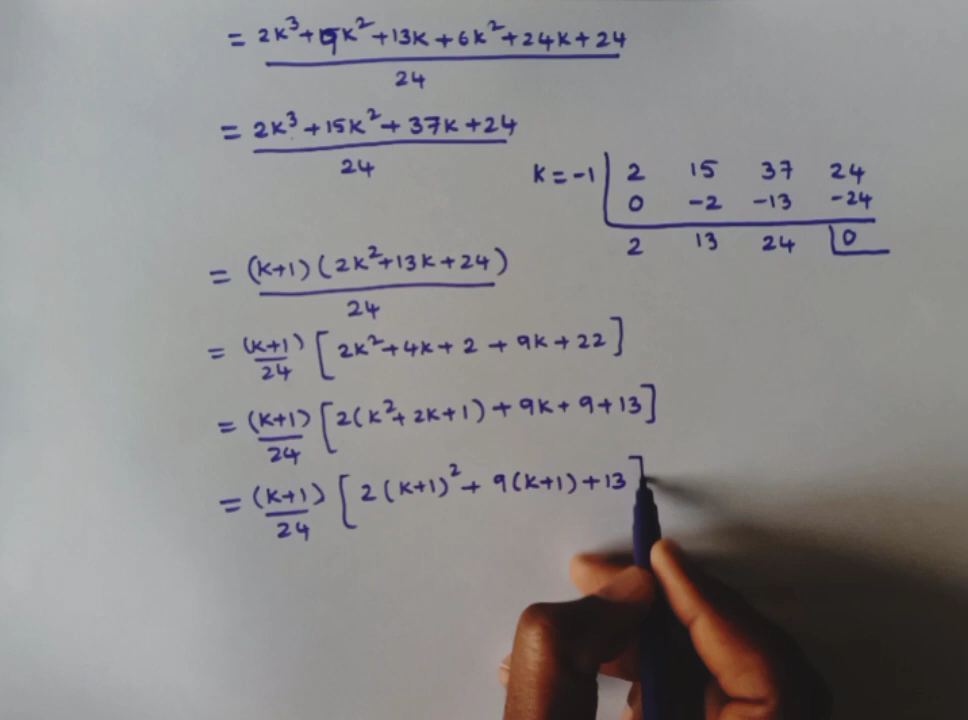 = 2K³+9K²+13K+6K²+24K+24
24
= 2K³+15K²+37K+24
24
K=-1 | 2 15 37 24
0 -2 -13 -24
2 13 24 |0
= (K+1)(2K²+13K+24)
24
= (K+1)/24 [2K²+4K+2+9K+22]
= (K+1)/24 [2(K²+2K+1)+9K+9+13]
= (K+1)/24 [2(K+1)²+9(K+1)+13]